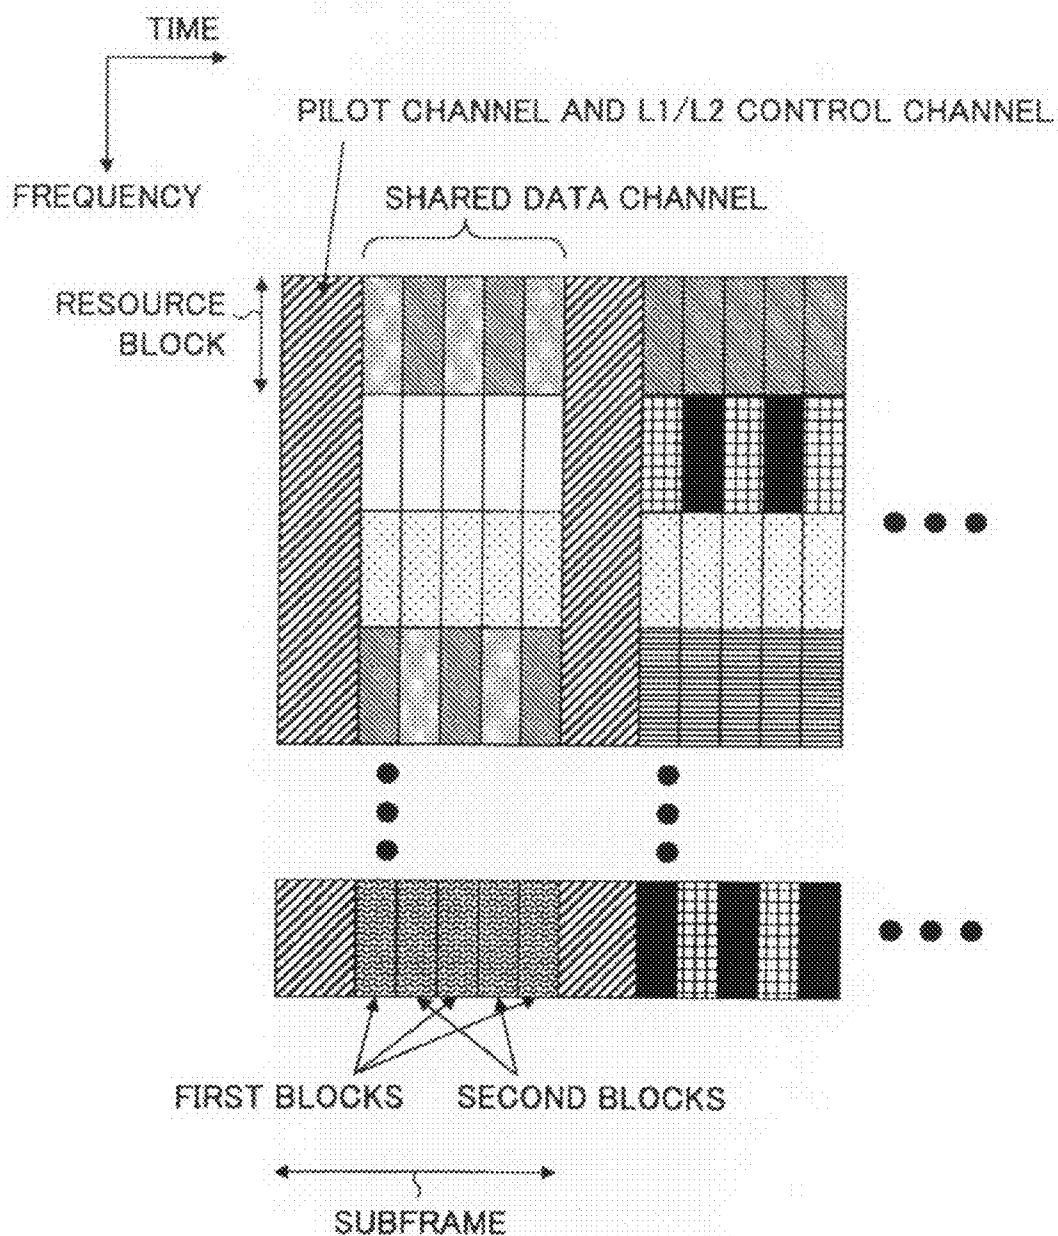 TIME
PILOT CHANNEL AND L1/L2 CONTROL CHANNEL
FREQUENCY
SHARED DATA CHANNEL
RESOURCE
BLOCK
FIRST BLOCKS
SECOND BLOCKS
SUBFRAME